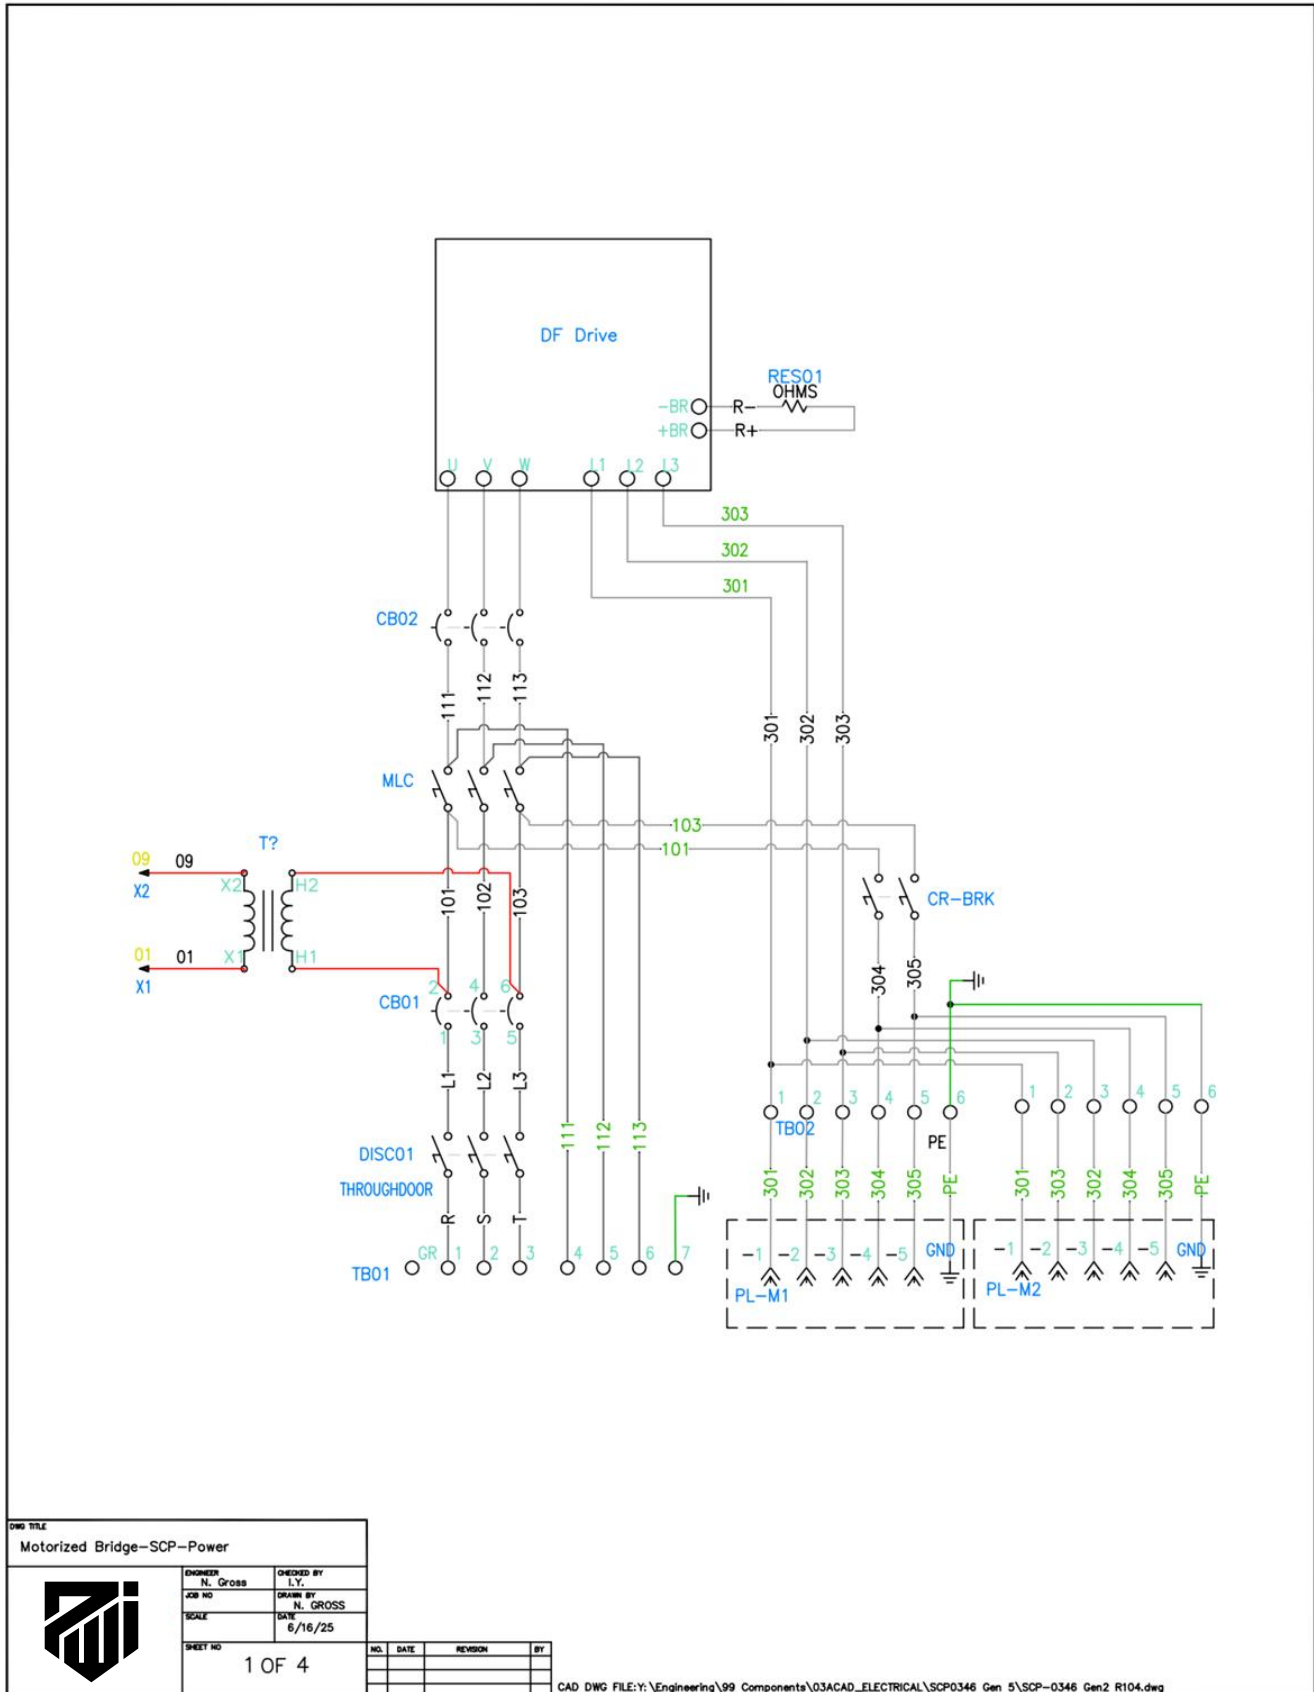 DF Drive
RES01
OHMS
-BR R-
+BR R+
U V W L1 L2 L3
303
302
301
CB02
111 112 113
301 302 303
MLC
103
101
T?
09 09
X2
X2 H2
01 01
X1
X1 H1
101 102 103
CR-BRK
304 305
CB01
2 4 6
1 3 5
L1 L2 L3
DISC01
THROUGHDOOR
R S T
111 112 113
TB01
GR 1 2 3 4 5 6 7
1 2 3 4 5 6
TB02
PE
1 2 3 4 5 6
301 302 303 304 305 PE
301 303 302 304 305 PE
-1 -2 -3 -4 -5 GND
PL-M1
-1 -2 -3 -4 -5 GND
PL-M2
DWG TITLE
Motorized Bridge-SCP-Power
ENGINEER
N. Gross
CHECKED BY
I.Y.
JOB NO
DRAWN BY
N. GROSS
SCALE
DATE
6/16/25
SHEET NO
1 OF 4
NO. DATE REVISION BY
CAD DWG FILE:Y:\Engineering\99 Components\03ACAD_ELECTRICAL\SCP0346 Gen 5\SCP-0346 Gen2 R104.dwg